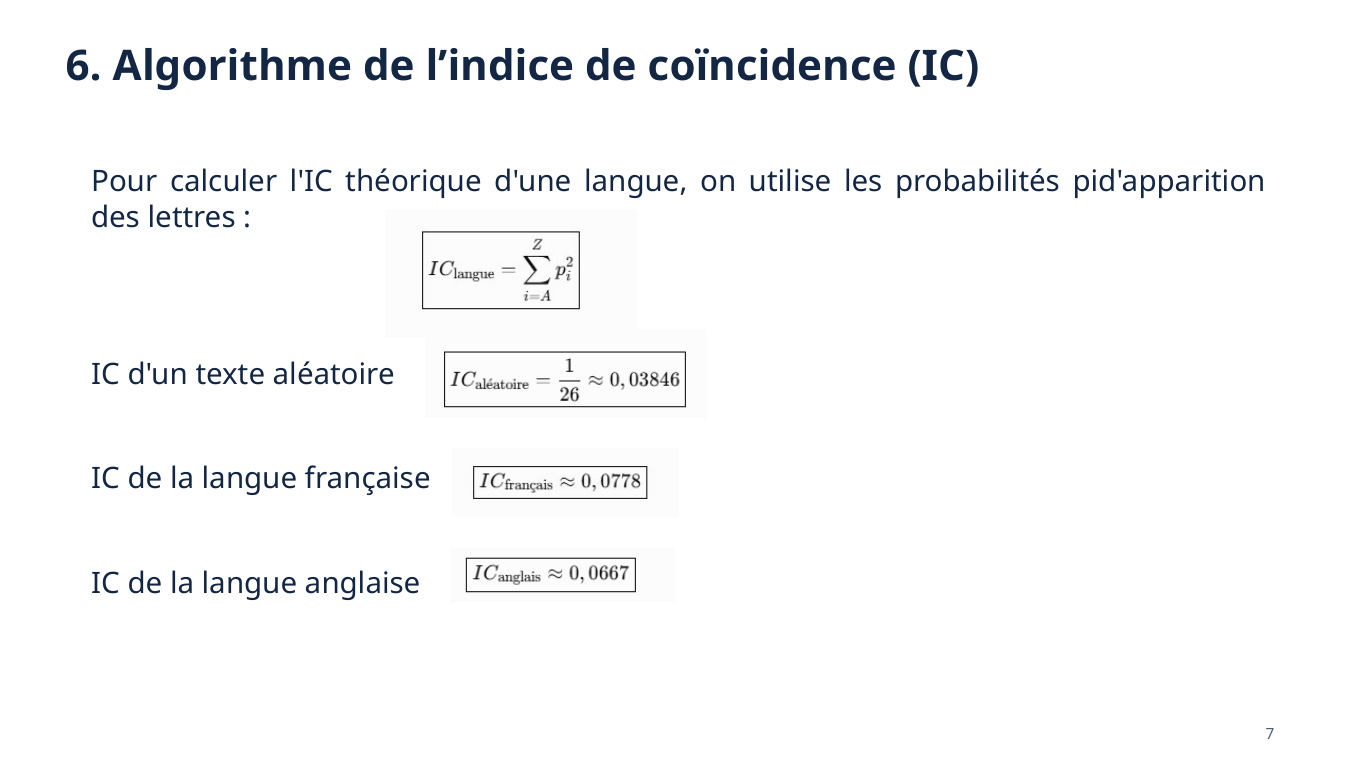 6. Algorithme de l’indice de coïncidence (IC)
Pour calculer l'IC théorique d'une langue, on utilise les probabilités pid'apparition
des lettres :
IC_langue = ∑_{i=A}^{Z} p_i^2
IC d'un texte aléatoire
IC_aléatoire = 1/26 ≈ 0,03846
IC de la langue française
IC_français ≈ 0,0778
IC de la langue anglaise
IC_anglais ≈ 0,0667
7